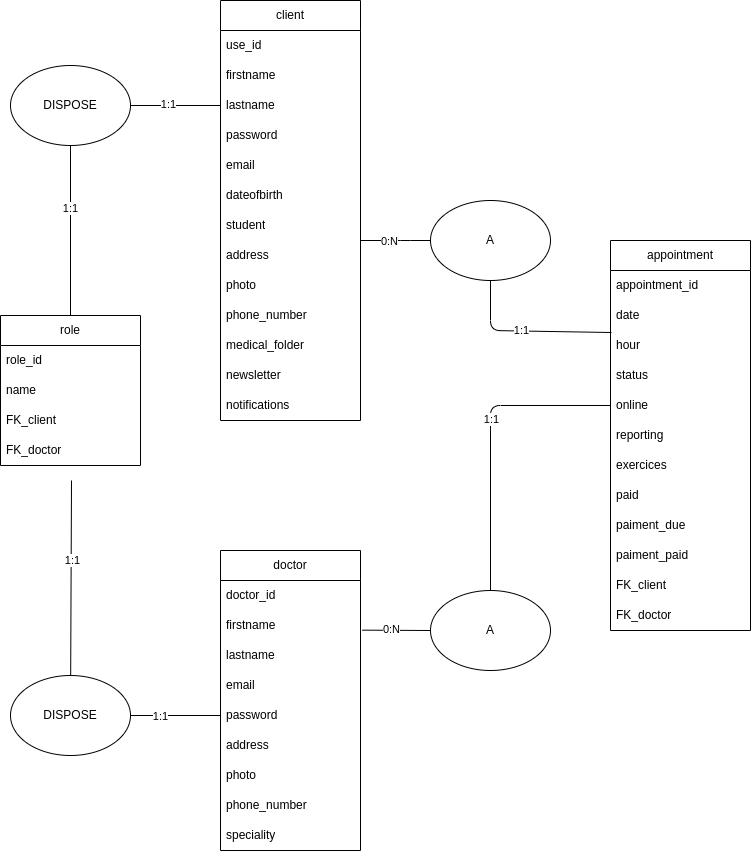 client
use_id
firstname
lastname
password
email
dateofbirth
student
address
photo
phone_number
medical_folder
newsletter
notifications
DISPOSE
1:1
1:1
role
role_id
name
FK_client
FK_doctor
0:N
A
1:1
appointment
appointment_id
date
hour
status
online
reporting
exercices
paid
paiment_due
paiment_paid
FK_client
FK_doctor
1:1
1:1
DISPOSE
1:1
doctor
doctor_id
firstname
lastname
email
password
address
photo
phone_number
speciality
0:N
A